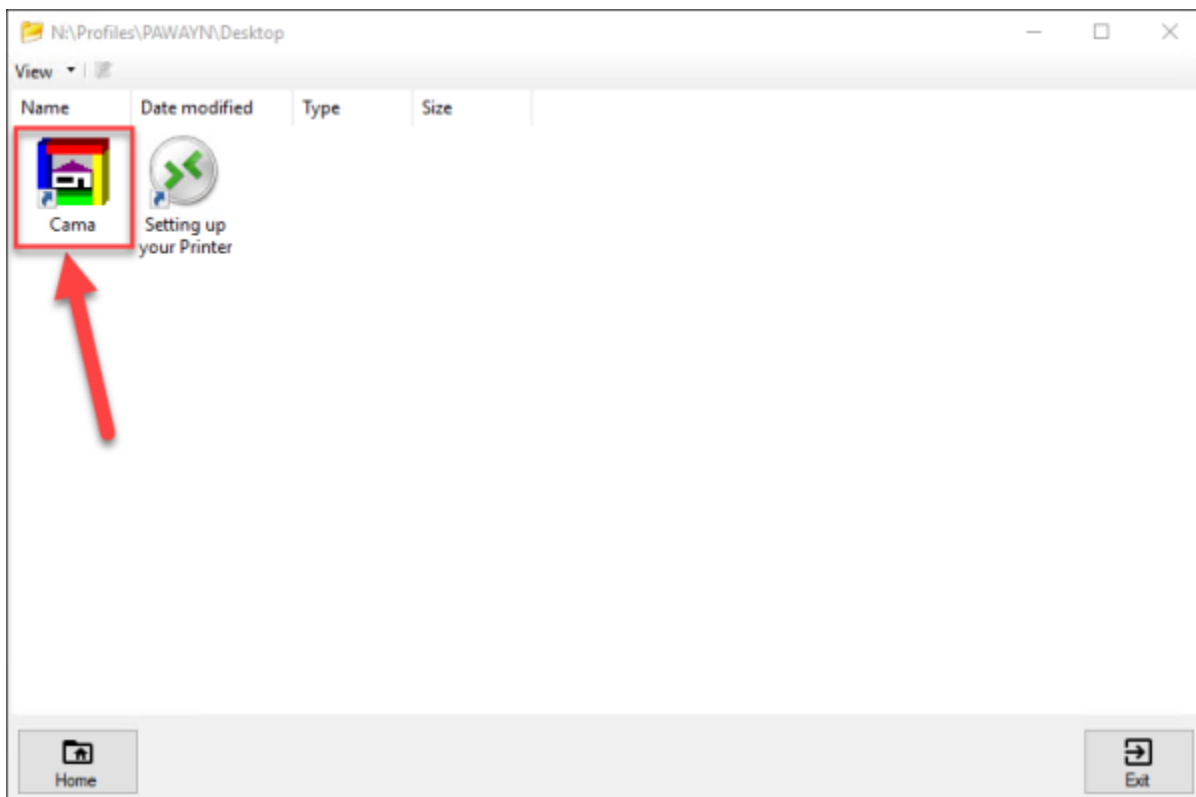 N:\Profiles\PAWAYN\Desktop
View
Name Date modified Type Size
Cama
Setting up
your Printer
Home
Exit